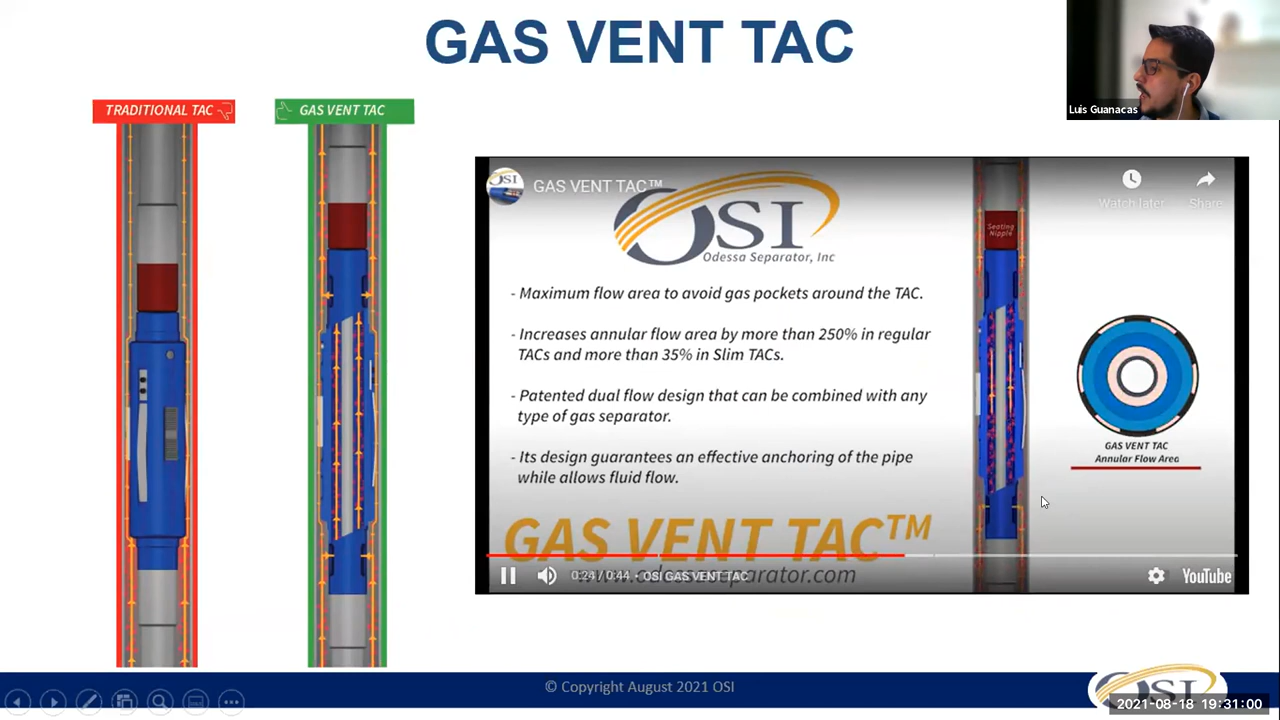 GAS VENT TAC
Luis Guanacas
TRADITIONAL TAC
GAS VENT TAC
OSI
GAS VENT TAC™
Watch later
Share
OSI
Odessa Separator, Inc
Seating
Nipple
- Maximum flow area to avoid gas pockets around the TAC.
- Increases annular flow area by more than 250% in regular
TACs and more than 35% in Slim TACs.
- Patented dual flow design that can be combined with any
type of gas separator.
- Its design guarantees an effective anchoring of the pipe
while allows fluid flow.
GAS VENT TAC
Annular Flow Area
GAS VENT TAC™
www.odessaseparator.com
0:24 / 0:44 • OSI GAS VENT TAC
YouTube
© Copyright August 2021 OSI
OSI
2021-08-18 19:31:00